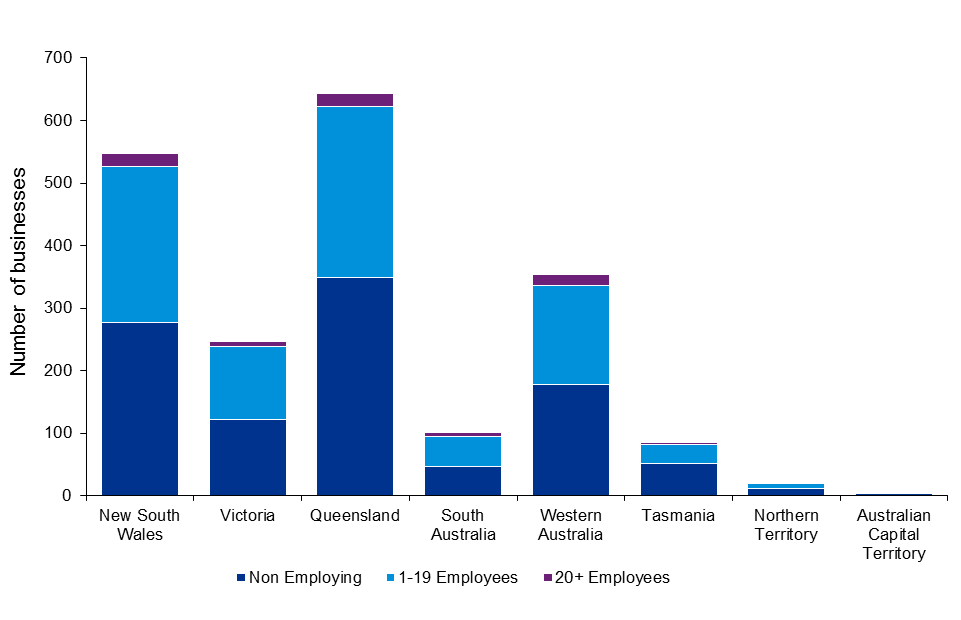 Number of businesses
700
600
500
400
300
200
100
0
New South
Wales
Victoria
Queensland
South
Australia
Western
Australia
Tasmania
Northern
Territory
Australian
Capital
Territory
Non Employing
1-19 Employees
20+ Employees